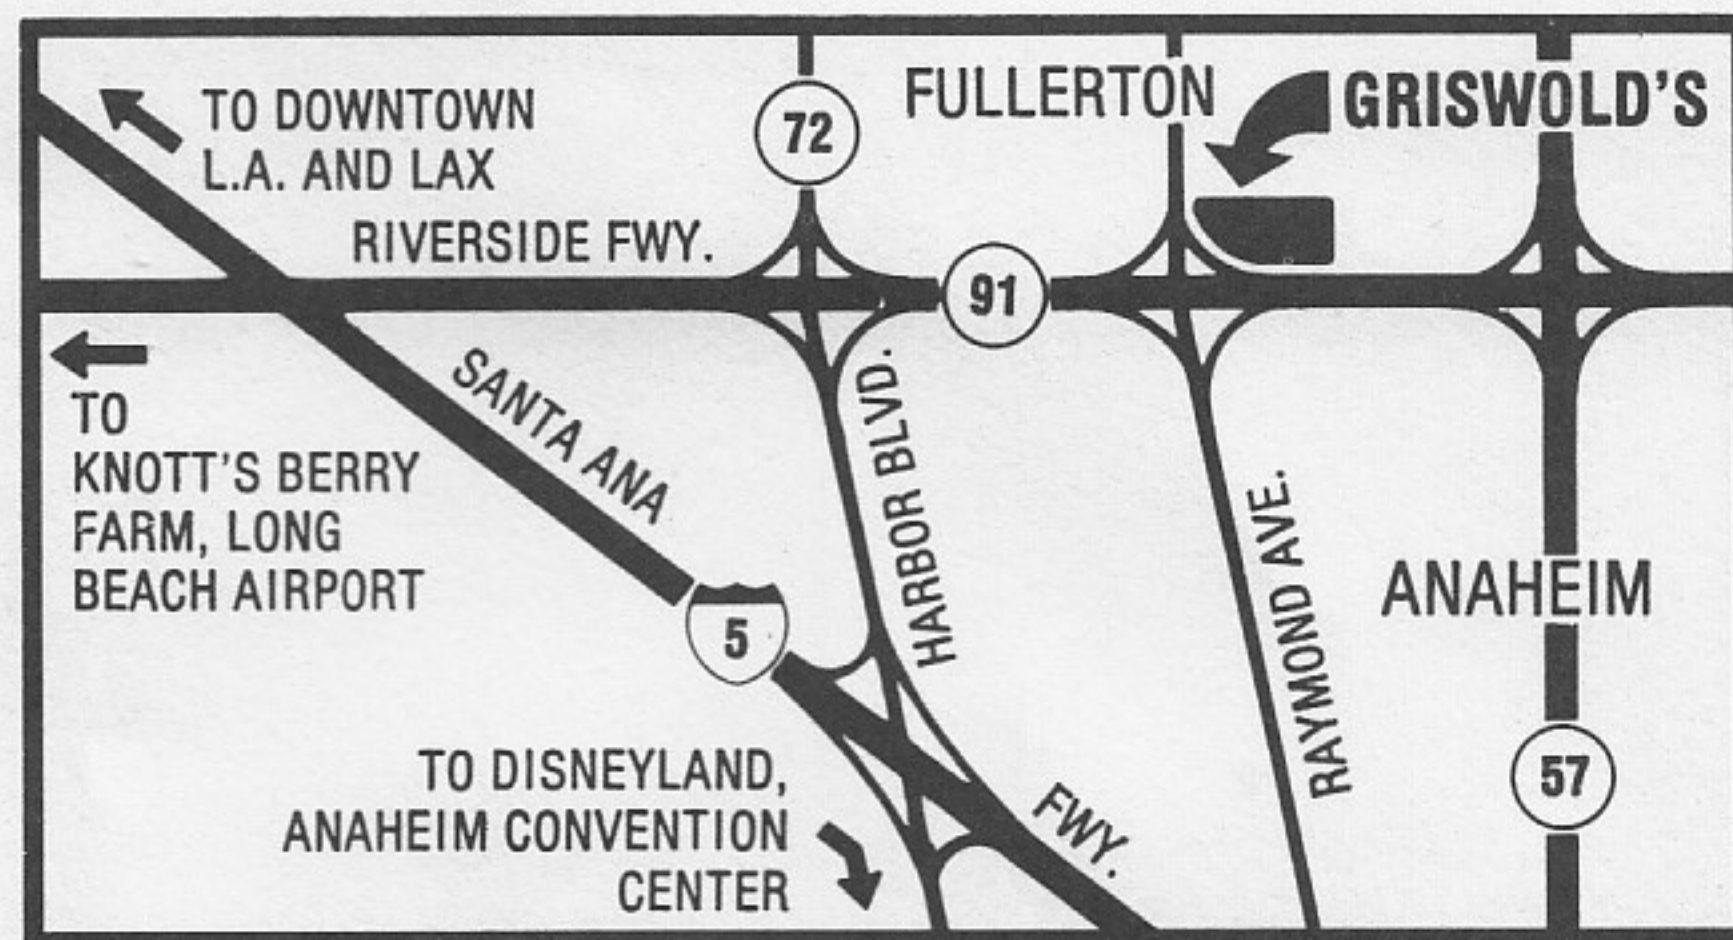 TO DOWNTOWN
L.A. AND LAX
72
FULLERTON
GRISWOLD'S
RIVERSIDE FWY.
91
TO
KNOTT'S BERRY
FARM, LONG
BEACH AIRPORT
SANTA ANA
5
FWY.
HARBOR BLVD.
RAYMOND AVE.
ANAHEIM
57
TO DISNEYLAND,
ANAHEIM CONVENTION
CENTER